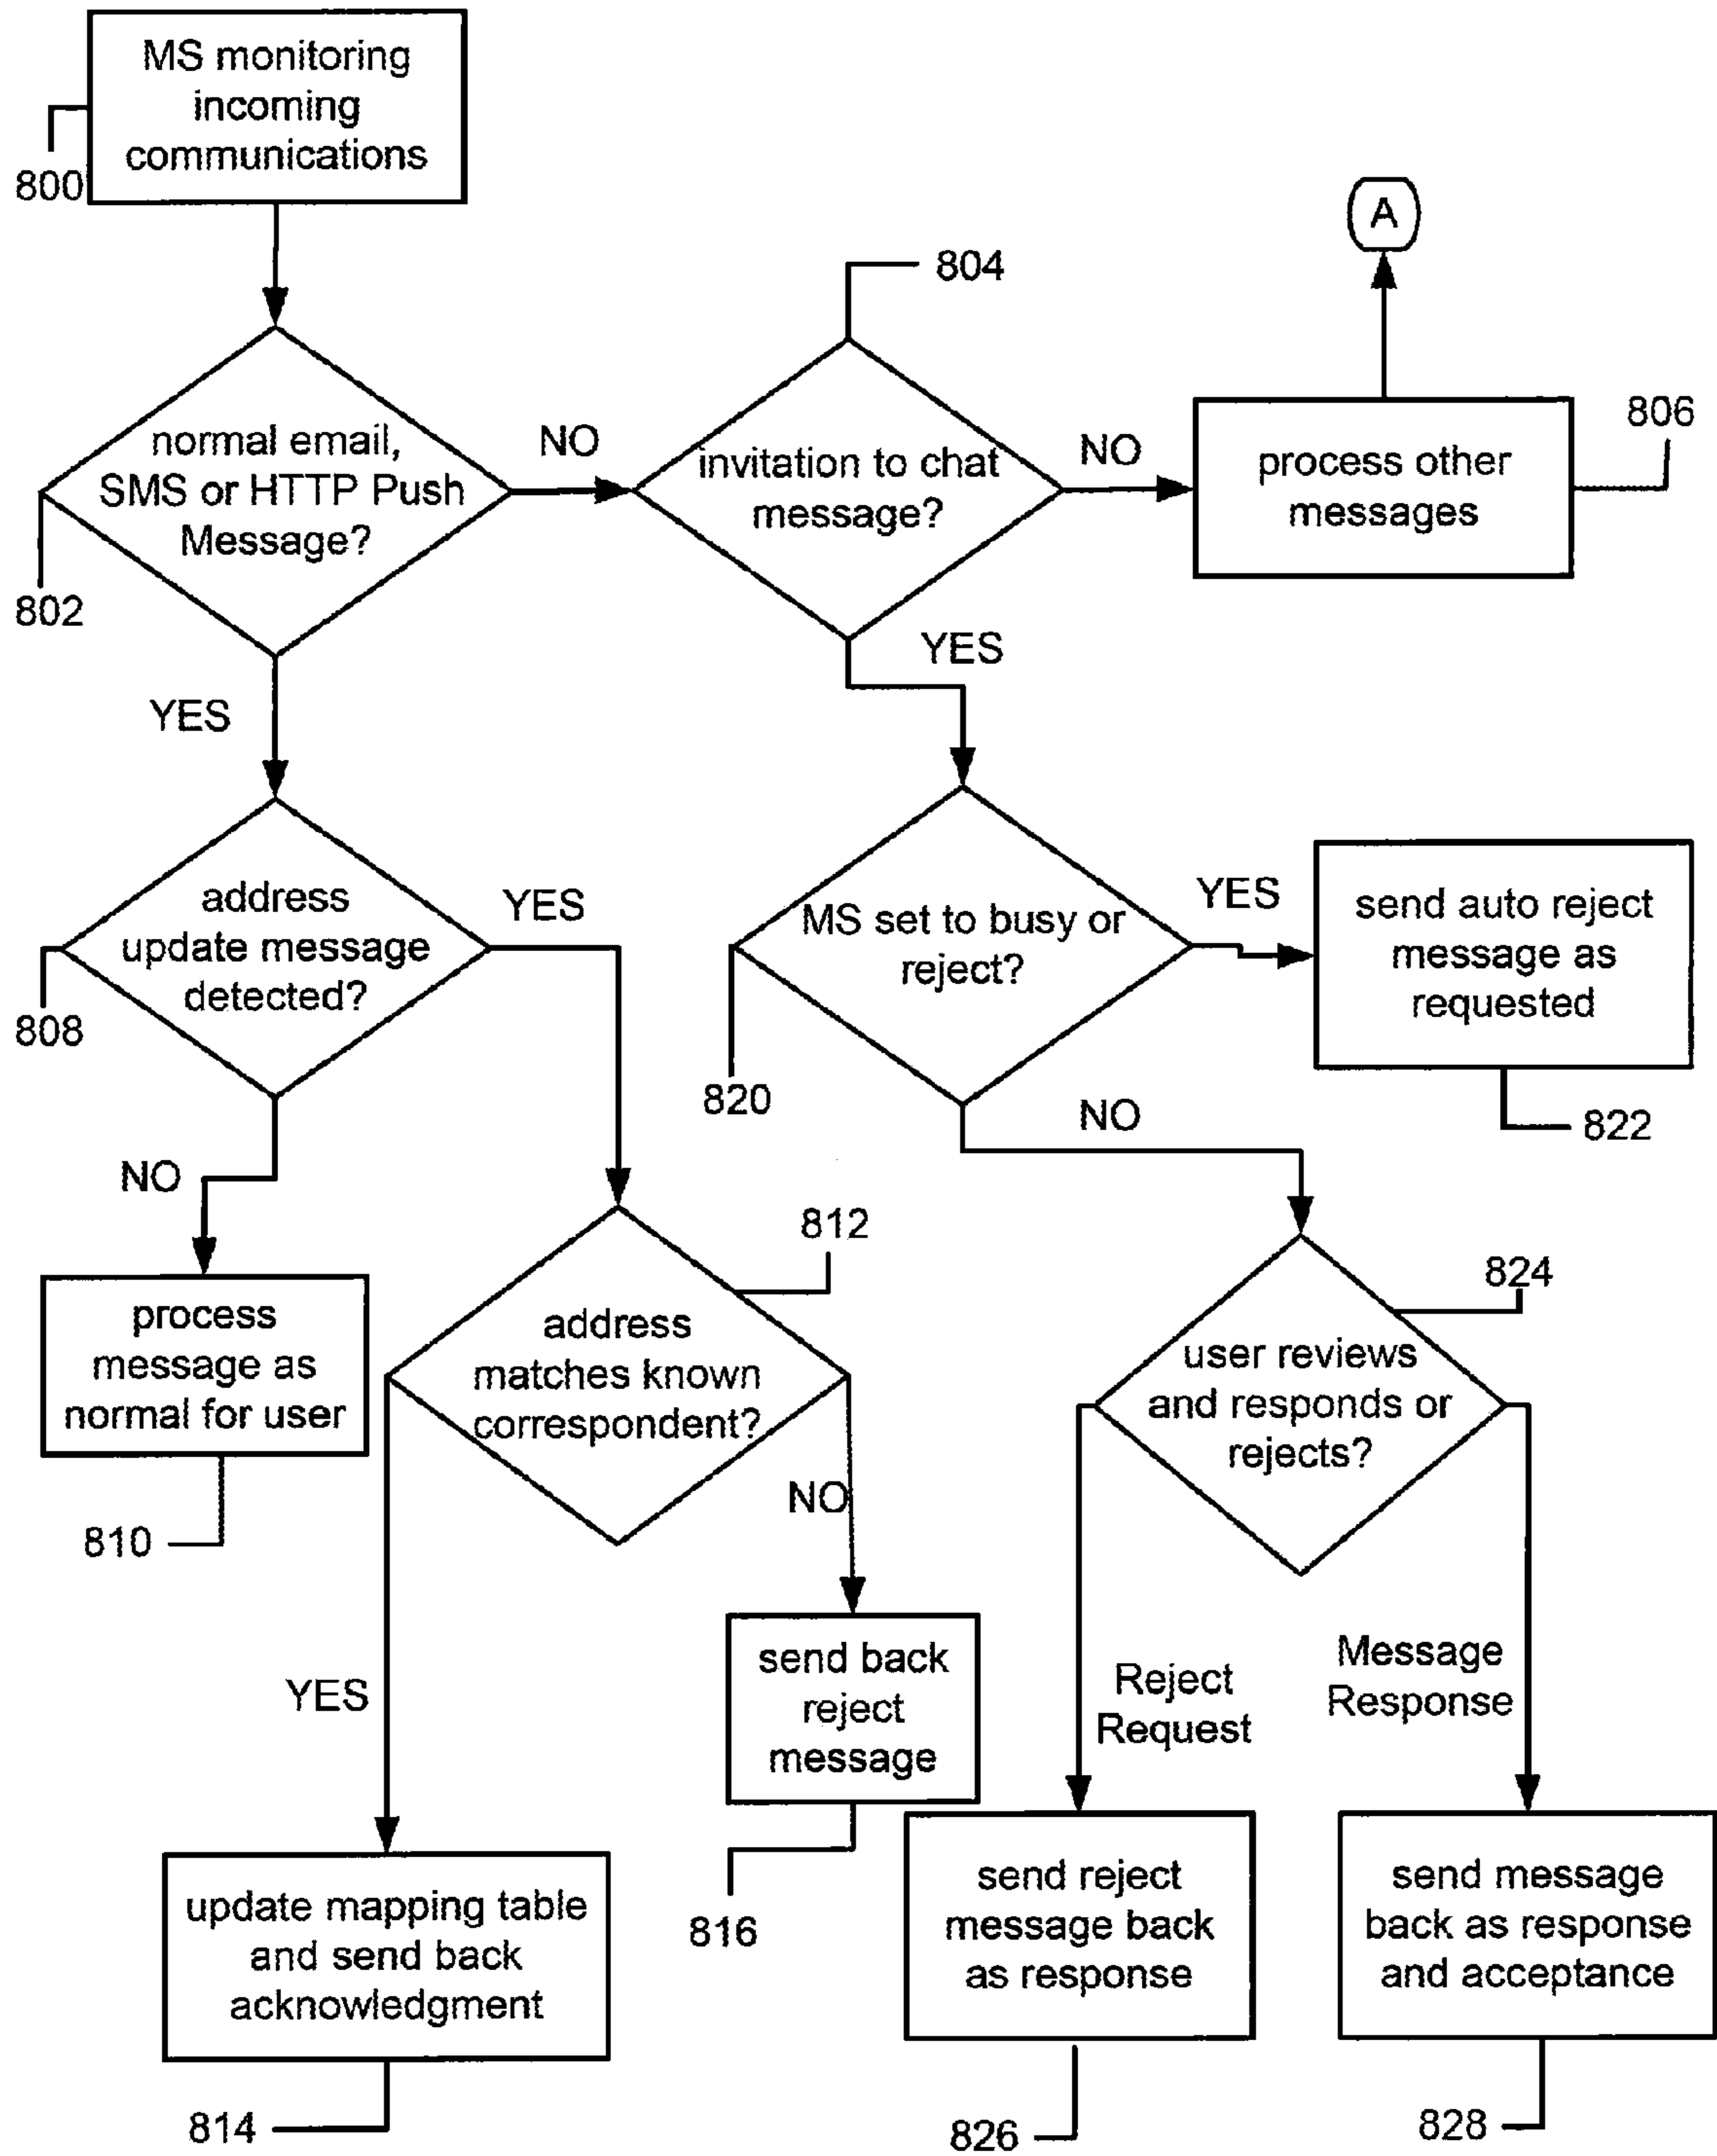 MS monitoring
incoming
communications
800
A
804
normal email,
SMS or HTTP Push
Message?
802
NO
invitation to chat
message?
NO
process other
messages
806
YES
YES
address
update message
detected?
808
YES
MS set to busy or
reject?
820
YES
send auto reject
message as
requested
822
NO
NO
process
message as
normal for user
810
812
address
matches known
correspondent?
824
user reviews
and responds or
rejects?
NO
YES
send back
reject
message
816
Reject
Request
Message
Response
update mapping table
and send back
acknowledgment
814
send reject
message back
as response
826
send message
back as response
and acceptance
828